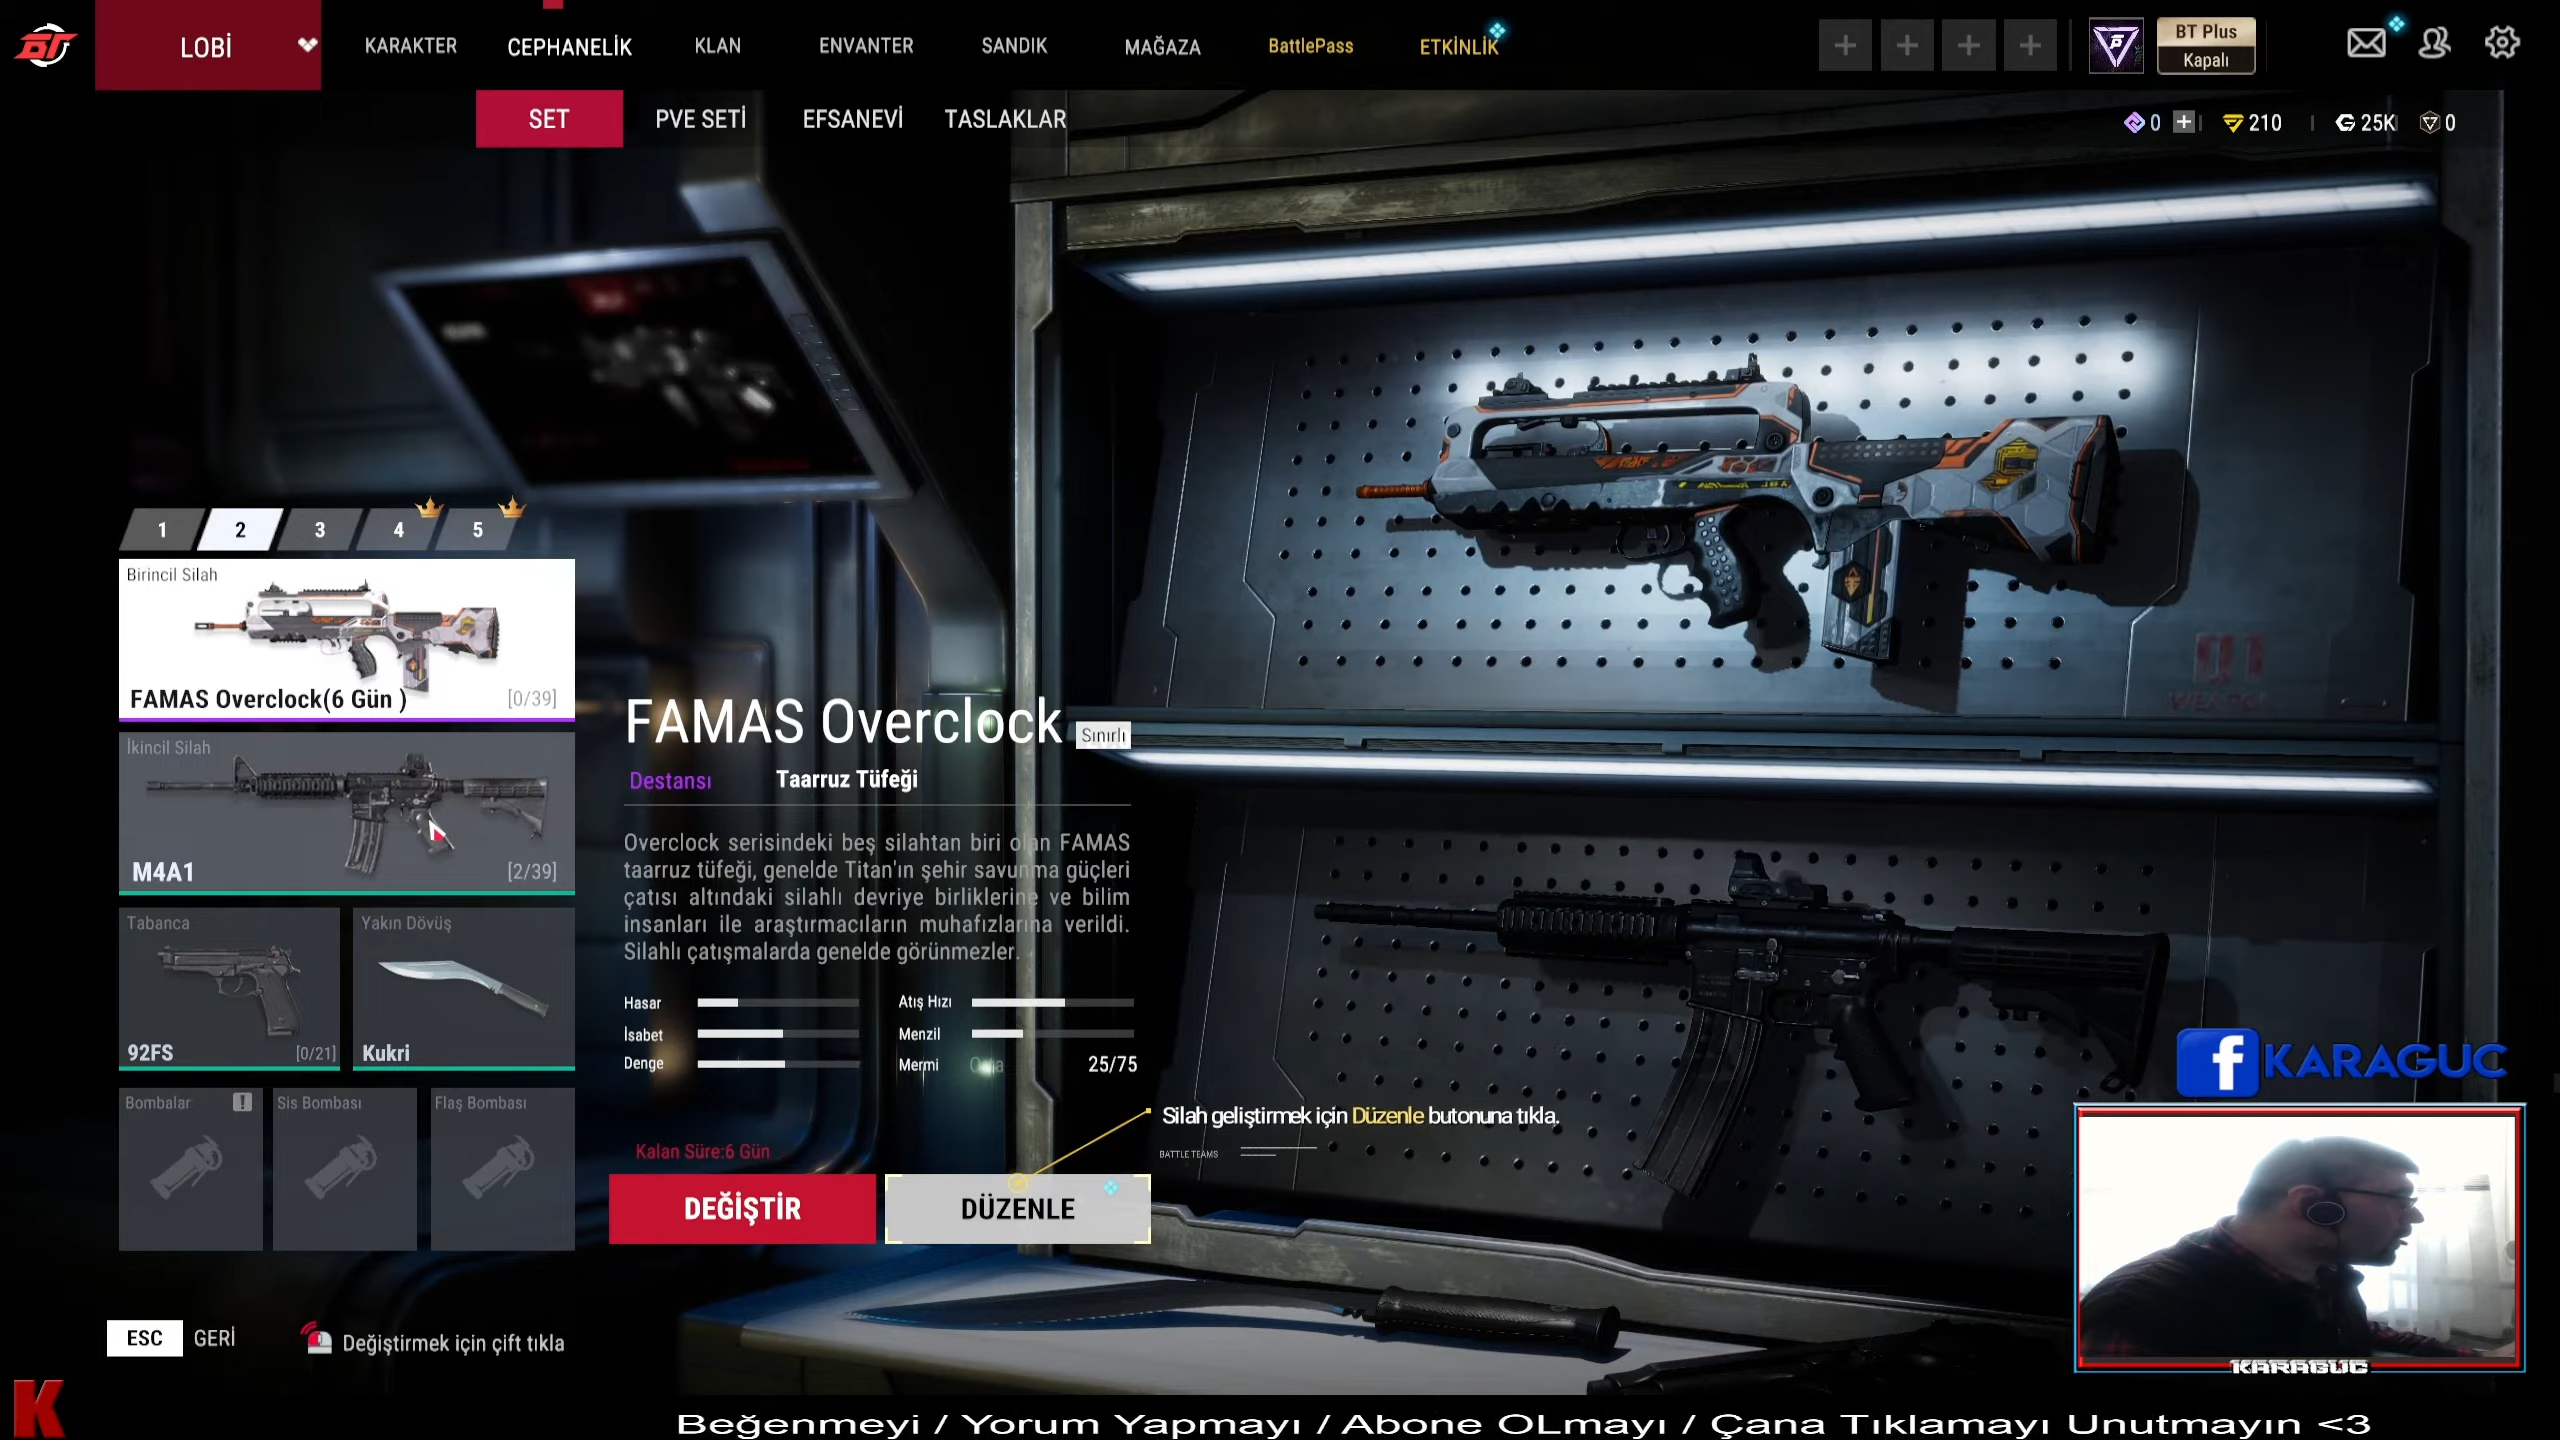 LOBİ
KARAKTER
CEPHANELİK
KLAN
ENVANTER
SANDIK
MAĞAZA
BattlePass
ETKİNLİK
BT Plus
Kapalı
SET
PVE SETİ
EFSANEVİ
TASLAKLAR
0
210
25K
0
1
2
3
4
5
Birincil Silah
FAMAS Overclock(6 Gün )
[0/39]
İkincil Silah
M4A1
[2/39]
Tabanca
92FS
[0/21]
Yakın Dövüş
Kukri
Bombalar
Sis Bombası
Flaş Bombası
FAMAS Overclock
Sınırlı
Destansı
Taarruz Tüfeği
Overclock serisindeki beş silahtan biri olan FAMAS
taarruz tüfeği, genelde Titan'ın şehir savunma güçleri
çatısı altındaki silahlı devriye birliklerine ve bilim
insanları ile araştırmacıların muhafızlarına verildi.
Silahlı çatışmalarda genelde görünmezler.
Hasar
Atış Hızı
İsabet
Menzil
Denge
Mermi
Orta
25/75
Silah geliştirmek için Düzenle butonuna tıkla.
BATTLE TEAMS
Kalan Süre:6 Gün
DEĞİŞTİR
DÜZENLE
ESC
GERİ
Değiştirmek için çift tıkla
01
KARAGUC
KARAGUC
K
Beğenmeyi / Yorum Yapmayı / Abone OLmayı / Çana Tıklamayı Unutmayın <3